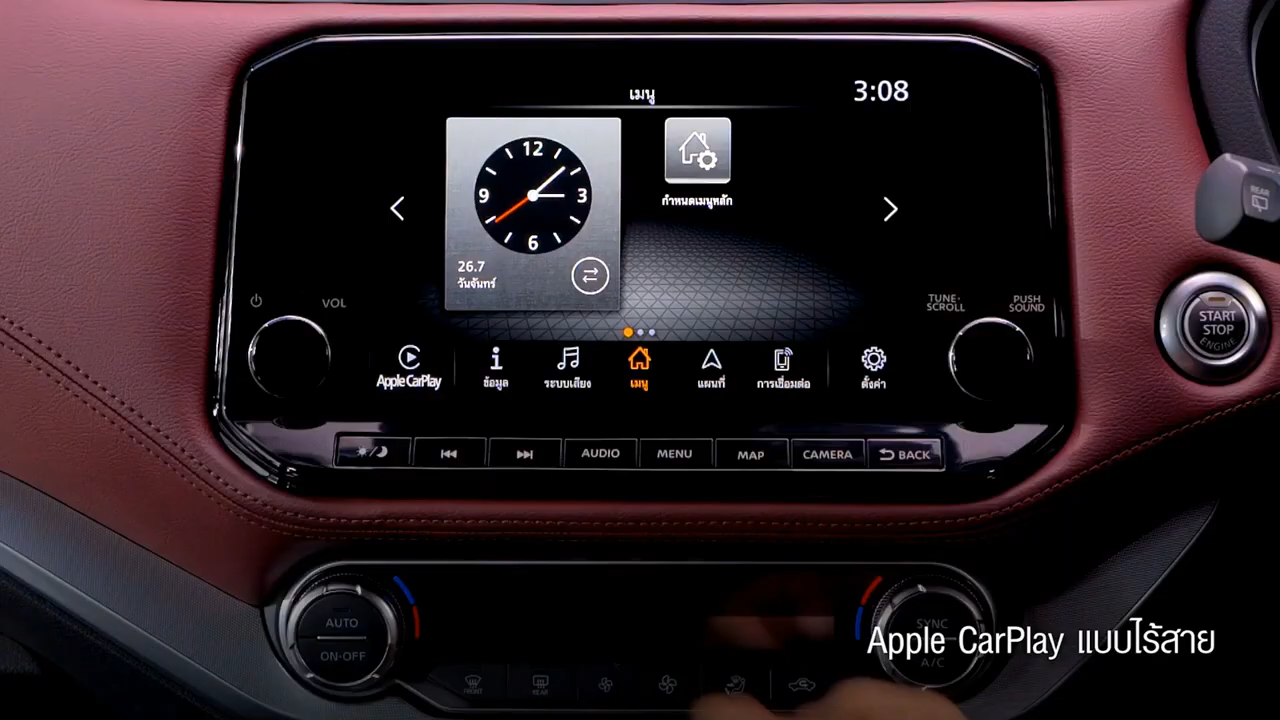 เมนู
3:08
12
9
3
6
26.7
วันจันทร์
กำหนดเมนูหลัก
VOL
TUNE·
SCROLL
PUSH
SOUND
Apple CarPlay
ข้อมูล
ระบบเสียง
เมนู
แผนที่
การเชื่อมต่อ
ตั้งค่า
AUDIO
MENU
MAP
CAMERA
BACK
REAR
START
STOP
ENGINE
AUTO
ON·OFF
FRONT
REAR
SYNC
A/C
Apple CarPlay แบบไร้สาย